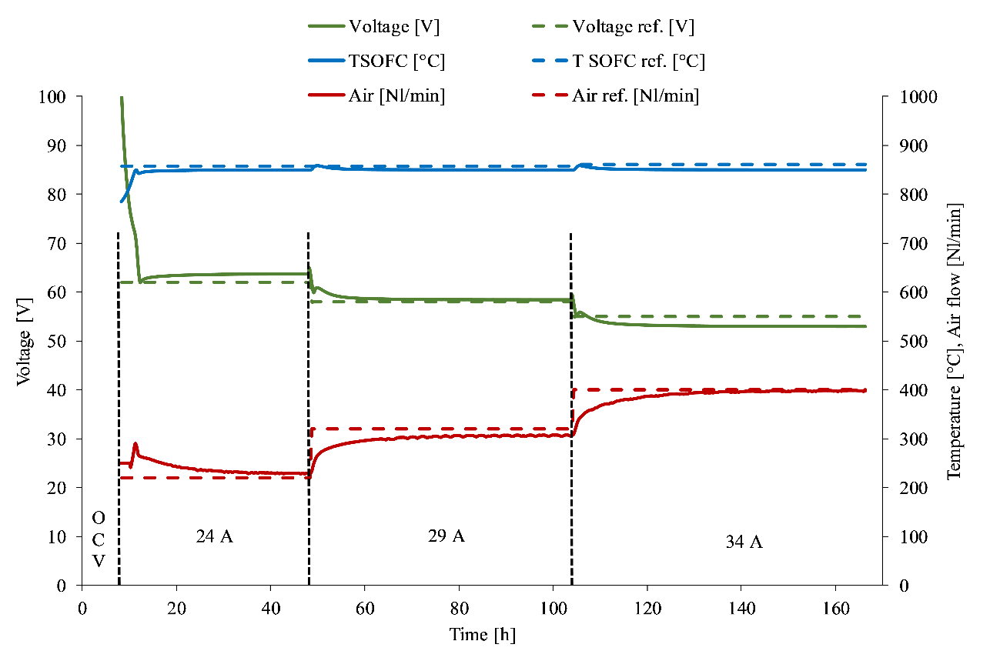 Voltage [V]
Voltage ref. [V]
TSOFC [°C]
T SOFC ref. [°C]
Air [Nl/min]
Air ref. [Nl/min]
100
90
80
70
60
50
40
30
20
10
0
Voltage [V]
1000
900
800
700
600
500
400
300
200
100
0
Temperature [°C], Air flow [Nl/min]
O
C
V
24 A
29 A
34 A
0
20
40
60
80
100
120
140
160
Time [h]